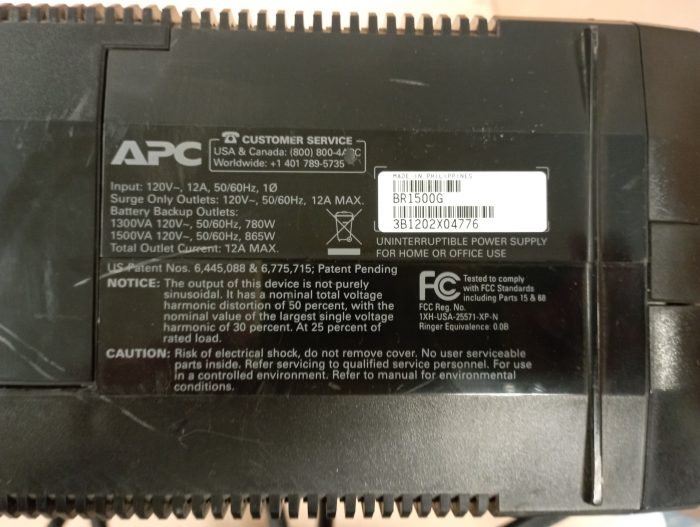 APC
CUSTOMER SERVICE
USA & Canada: (800) 800-4APC
Worldwide: +1 401 789-5735
Input: 120V~, 12A, 50/60Hz, 1Ø
Surge Only Outlets: 120V~, 50/60Hz, 12A MAX.
Battery Backup Outlets:
1300VA 120V~, 50/60Hz, 780W
1500VA 120V~, 50/60Hz, 865W
Total Outlet Current: 12A MAX.
MADE IN PHILIPPINES
BR1500G
3B1202X04776
UNINTERRUPTIBLE POWER SUPPLY
FOR HOME OR OFFICE USE
US Patent Nos. 6,445,088 & 6,775,715; Patent Pending
NOTICE: The output of this device is not purely
sinusoidal. It has a nominal total voltage
harmonic distortion of 50 percent, with the
nominal value of the largest single voltage
harmonic of 30 percent. At 25 percent of
rated load.
FC
Tested to comply
with FCC Standards
including Parts 15 & 68
FCC Reg. No.
1XH-USA-25571-XP-N
Ringer Equivalence: 0.0B
CAUTION: Risk of electrical shock, do not remove cover. No user serviceable
parts inside. Refer servicing to qualified service personnel. For use
in a controlled environment. Refer to manual for environmental
conditions.